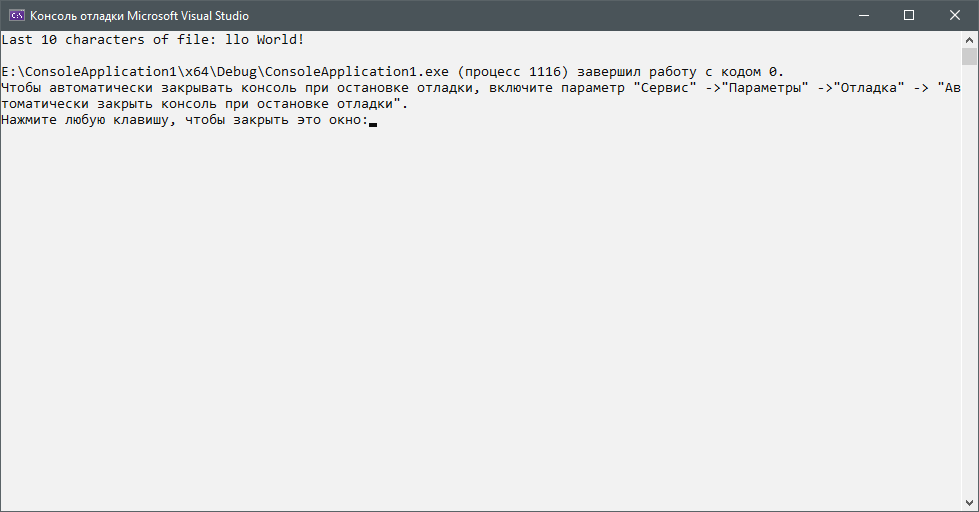 Консоль отладки Microsoft Visual Studio
Last 10 characters of file: llo World!
E:\ConsoleApplication1\x64\Debug\ConsoleApplication1.exe (процесс 1116) завершил работу с кодом 0.
Чтобы автоматически закрывать консоль при остановке отладки, включите параметр "Сервис" ->"Параметры" ->"Отладка" -> "Ав
томатически закрыть консоль при остановке отладки".
Нажмите любую клавишу, чтобы закрыть это окно: